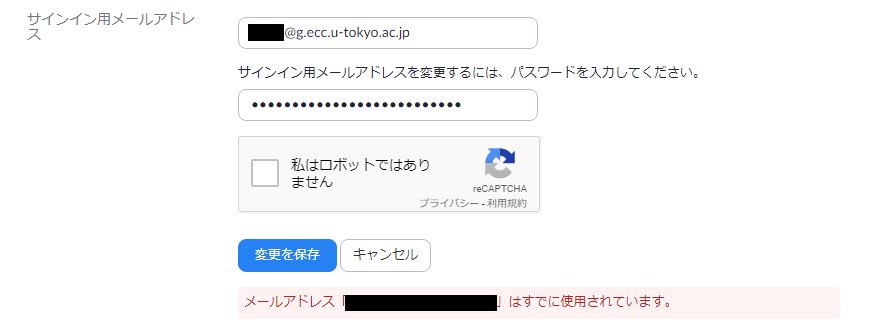 サインイン用メールアドレ
ス
@g.ecc.u-tokyo.ac.jp
サインイン用メールアドレスを変更するには、パスワードを入力してください。
••••••••••••••••••••••••••
私はロボットではあり
ません
reCAPTCHA
プライバシー - 利用規約
変更を保存
キャンセル
メールアドレス「 」はすでに使用されています。